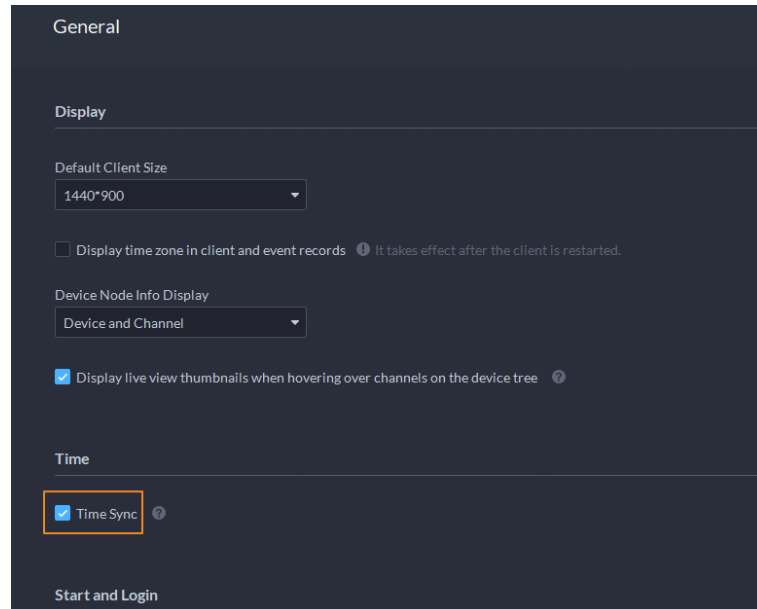 General
Display
Default Client Size
1440*900
Display time zone in client and event records ! It takes effect after the client is restarted.
Device Node Info Display
Device and Channel
Display live view thumbnails when hovering over channels on the device tree ?
Time
Time Sync ?
Start and Login